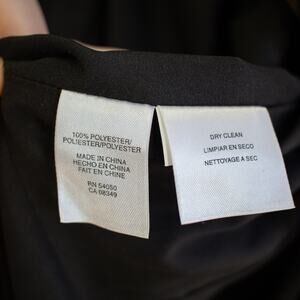 100% POLYESTER/
POLIESTER/POLYESTER
MADE IN CHINA
HECHO EN CHINA
FAIT EN CHINE
RN 54050
CA 68349
DRY CLEAN
LIMPIAR EN SECO
NETTOYAGE A SEC